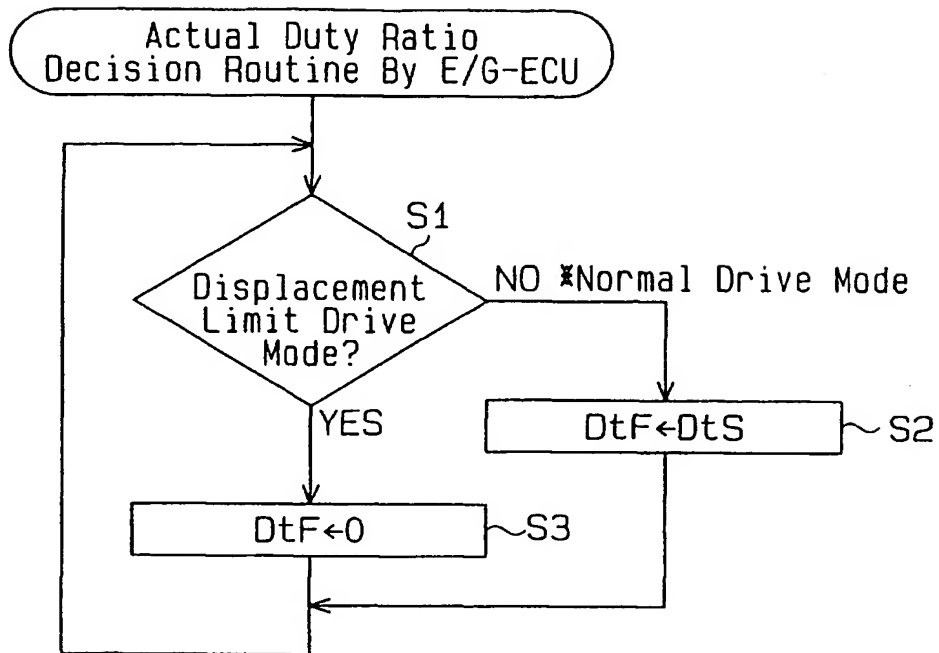 Actual Duty Ratio
Decision Routine By E/G-ECU
S1
Displacement
Limit Drive
Mode?
NO *Normal Drive Mode
YES
DtF←DtS
S2
DtF←0
S3